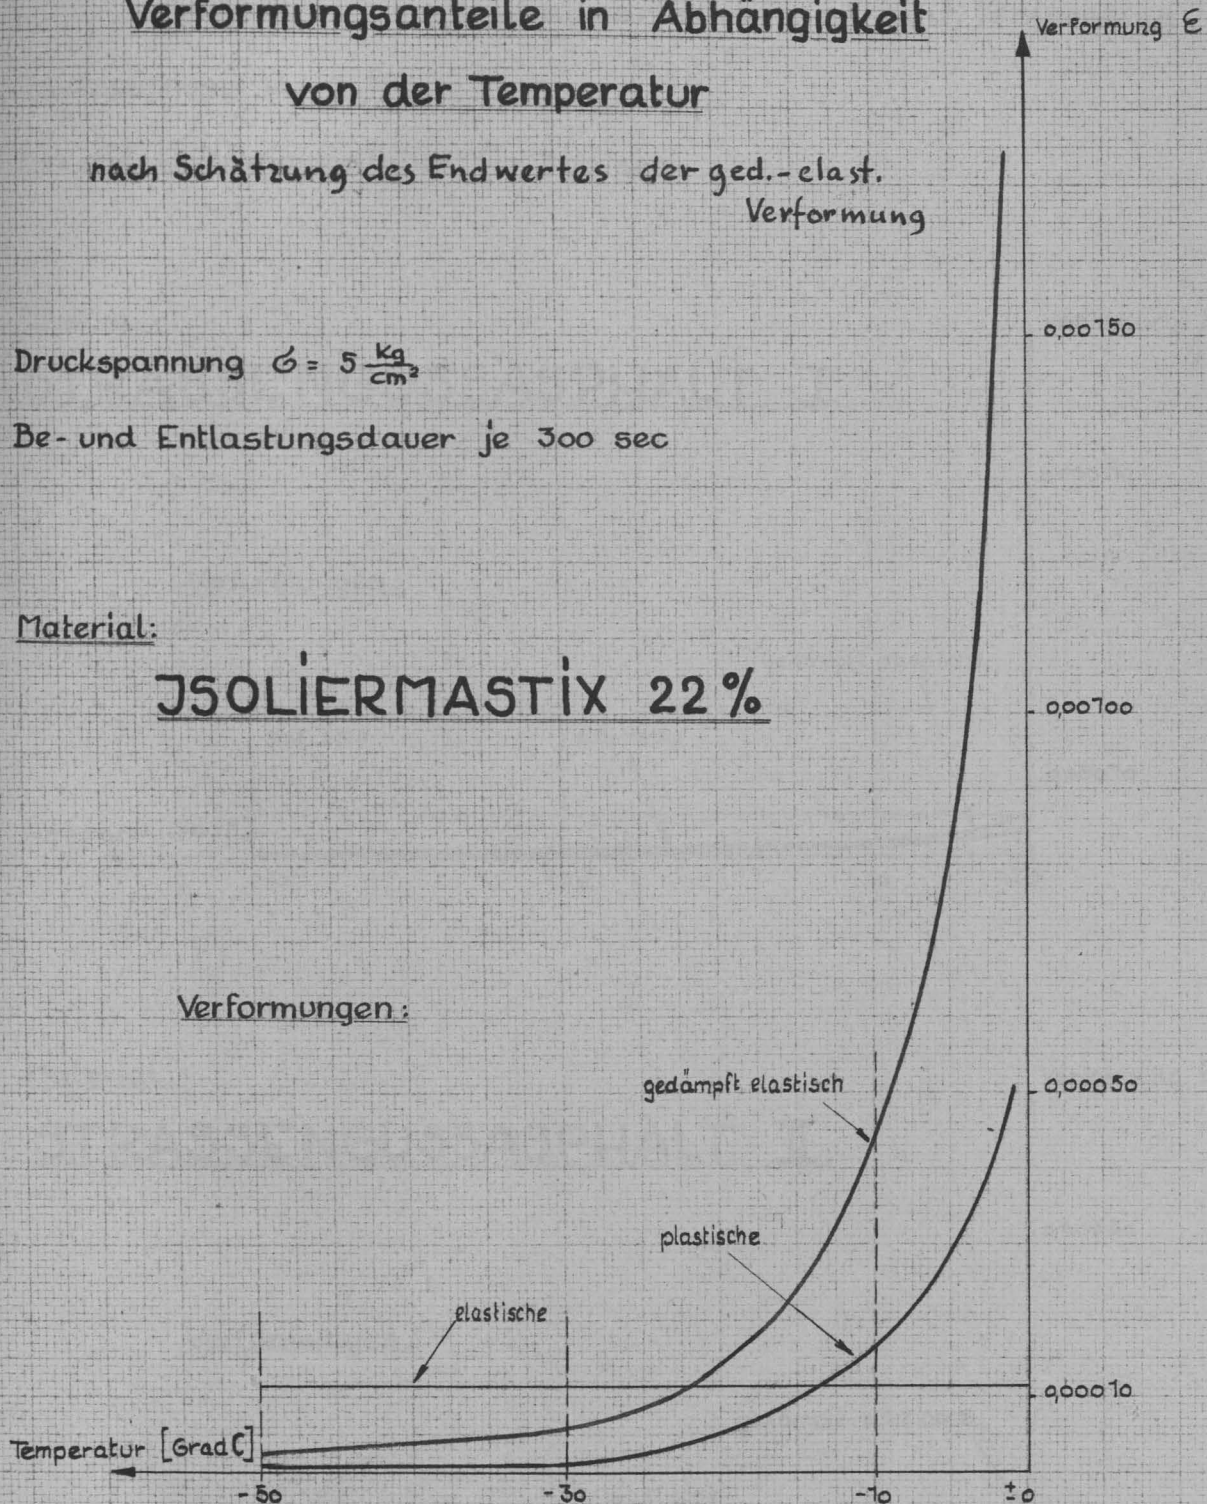 Verformungsanteile in Abhängigkeit
von der Temperatur
nach Schätzung des Endwertes der ged.-elast.
Verformung
Verformung ε
Druckspannung σ = 5 kg/cm²
Be- und Entlastungsdauer je 300 sec
0,00150
Material:
JSOLiERMASTiX 22%
0,00100
Verformungen:
gedämpft elastisch
0,00050
plastische
elastische
0,00010
Temperatur [Grad C]
-50
-30
-10
±0